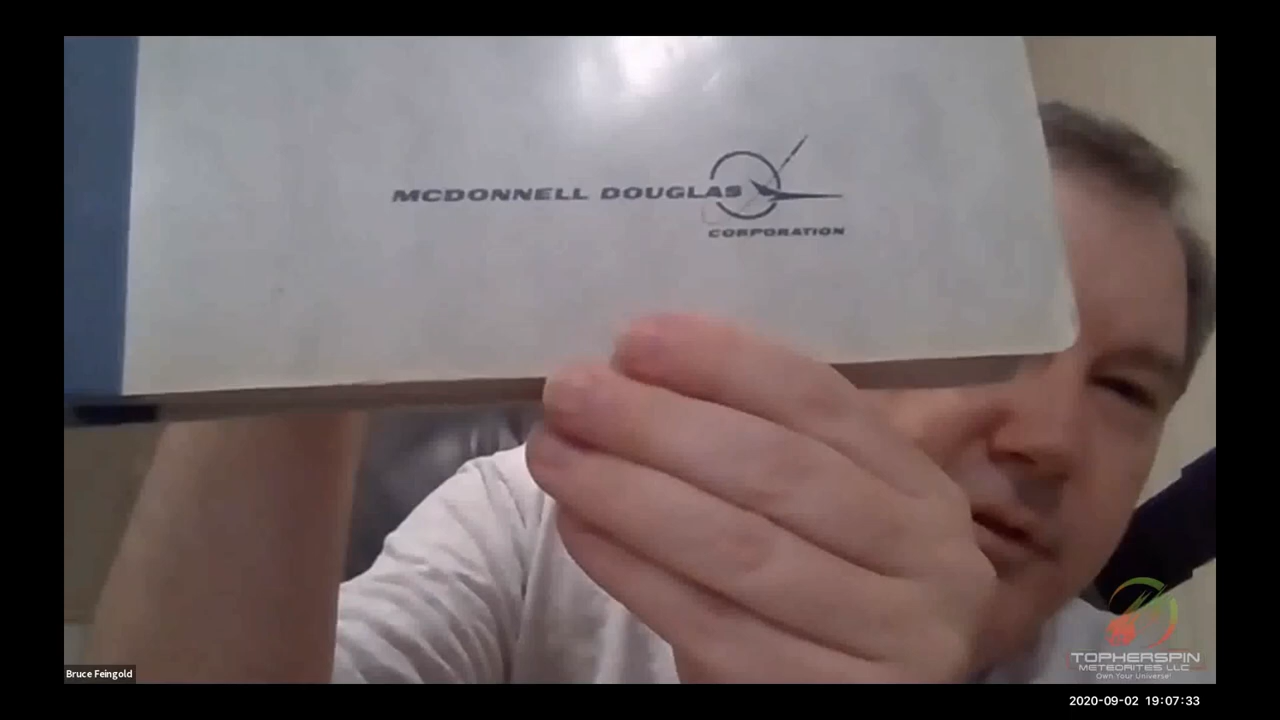 MCDONNELL DOUGLAS
CORPORATION
Bruce Feingold
TOPHERSPIN
METEORITES LLC
Own Your Universe!
2020-09-02 19:07:33